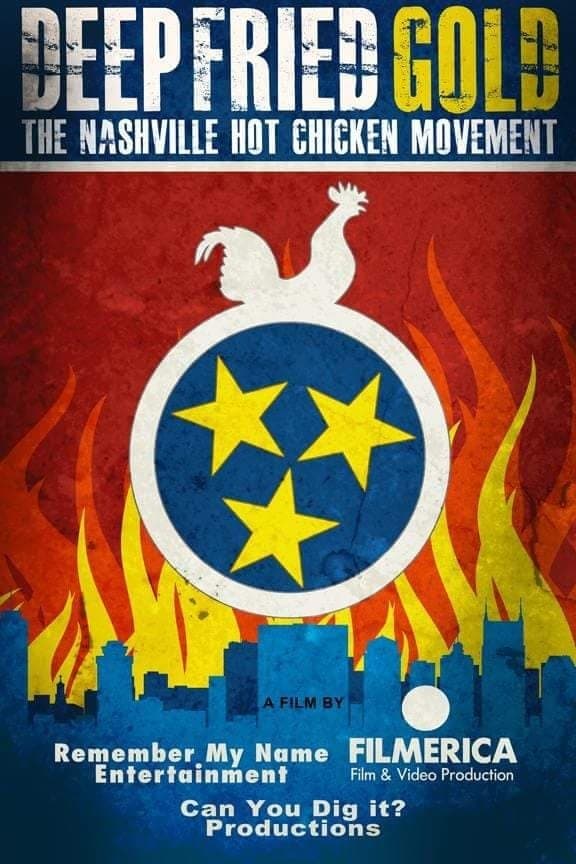 DEEP FRIED GOLD
THE NASHVILLE HOT CHICKEN MOVEMENT
A FILM BY
Remember My Name
Entertainment
FILMERICA
Film & Video Production
Can You Dig it?
Productions